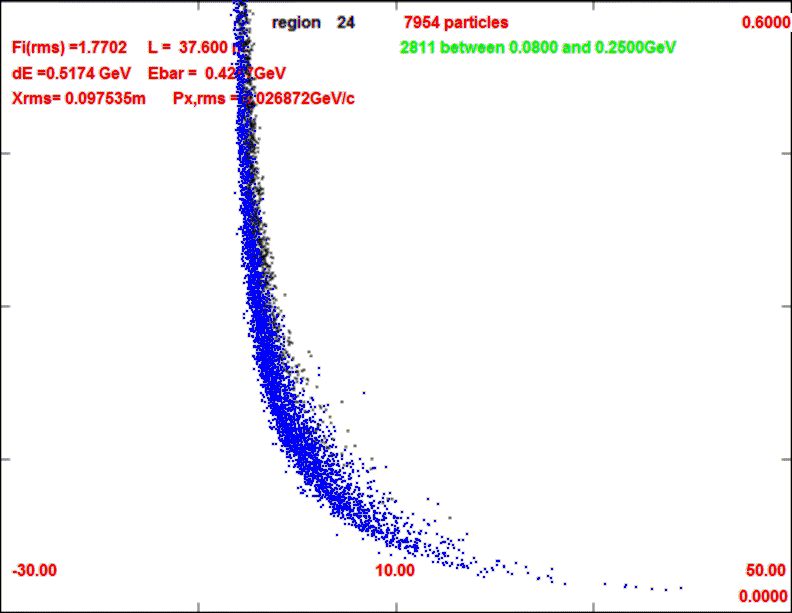 region 24 7954 particles 0.6000
Fi(rms) =1.7702 L = 37.600 2811 between 0.0800 and 0.2500GeV
dE =0.5174 GeV Ebar = GeV
Xrms= 0.097535m Px,rms =
-30.00 10.00 50.00
0.0000